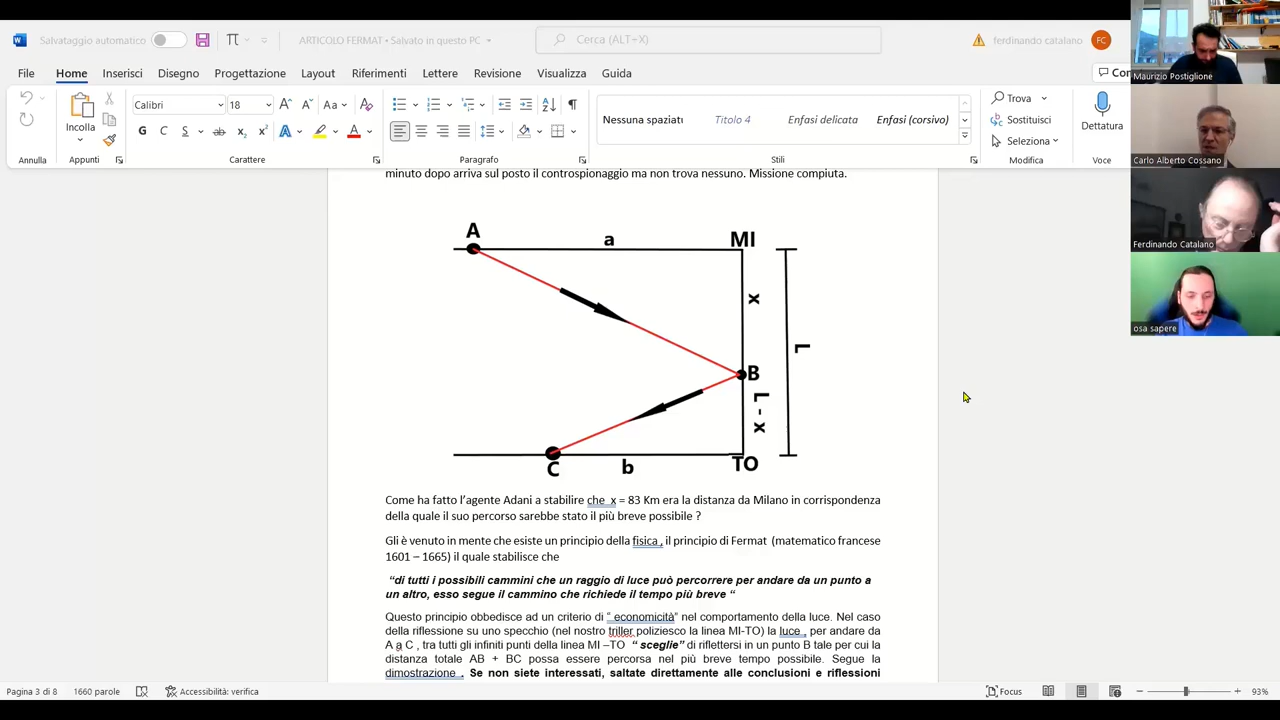 Salvataggio automatico
ARTICOLO FERMAT • Salvato in questo PC
Cerca (ALT+X)
ferdinando catalano FC
File Home Inserisci Disegno Progettazione Layout Riferimenti Lettere Revisione Visualizza Guida
Calibri 18
Incolla
G C S ab x₂ x² A A
Nessuna spaziati Titolo 4 Enfasi delicata Enfasi (corsivo)
Trova
Sostituisci
Seleziona
Dettatura
Annulla Appunti Carattere Paragrafo Stili Modifica Voce
Maurizio Postiglione
Carlo Alberto Cossano
Ferdinando Catalano
osa sapere
minuto dopo arriva sul posto il controspionaggio ma non trova nessuno. Missione compiuta.
A a MI
x
L
B
L - x
C b TO
Come ha fatto l'agente Adani a stabilire che x = 83 Km era la distanza da Milano in corrispondenza
della quale il suo percorso sarebbe stato il più breve possibile ?
Gli è venuto in mente che esiste un principio della fisica , il principio di Fermat (matematico francese
1601 – 1665) il quale stabilisce che
“di tutti i possibili cammini che un raggio di luce può percorrere per andare da un punto a
un altro, esso segue il cammino che richiede il tempo più breve “
Questo principio obbedisce ad un criterio di “ economicità” nel comportamento della luce. Nel caso
della riflessione su uno specchio (nel nostro triller poliziesco la linea MI-TO) la luce , per andare da
A a C , tra tutti gli infiniti punti della linea MI –TO “ sceglie” di riflettersi in un punto B tale per cui la
distanza totale AB + BC possa essere percorsa nel più breve tempo possibile. Segue la
dimostrazione . Se non siete interessati, saltate direttamente alle conclusioni e riflessioni
Pagina 3 di 8 1660 parole Accessibilità: verifica Focus 93%